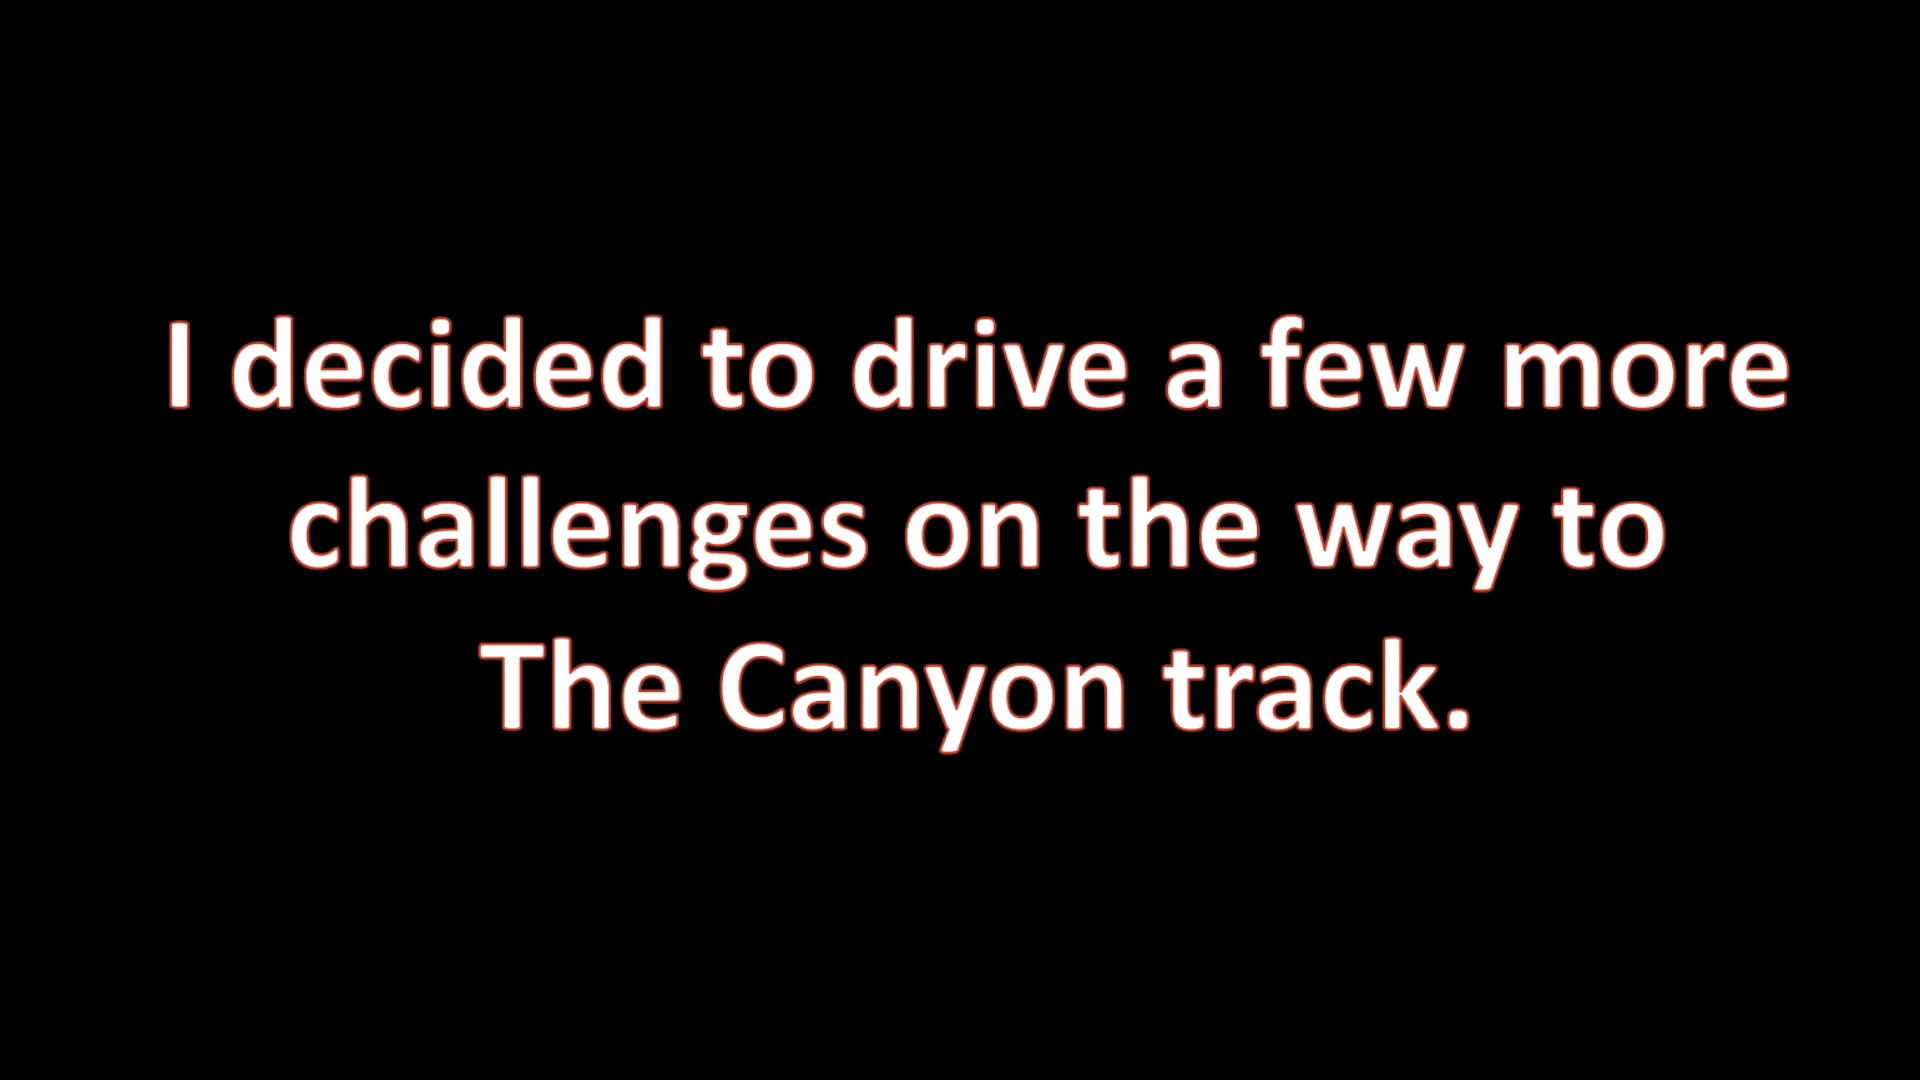 I decided to drive a few more
challenges on the way to
The Canyon track.